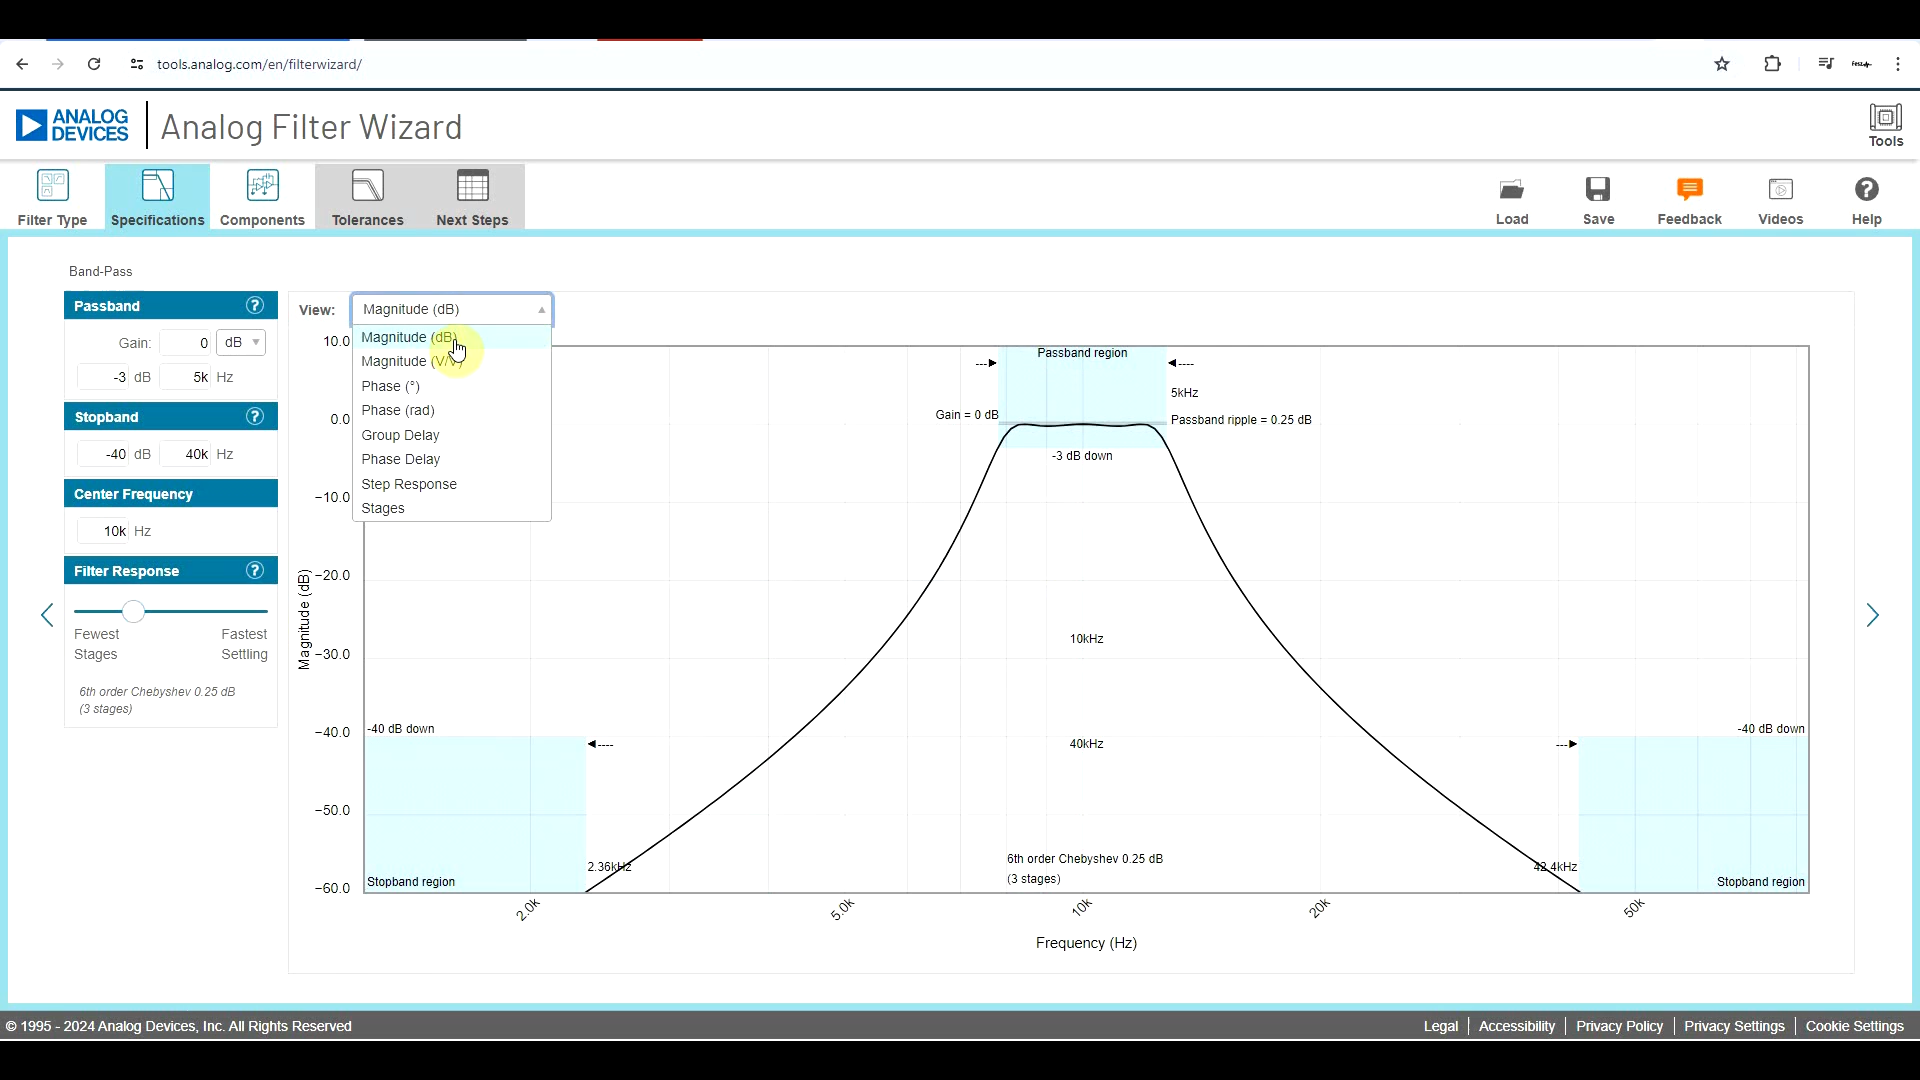 tools.analog.com/en/filterwizard/
ANALOG
DEVICES
Analog Filter Wizard
Tools
Filter Type
Specifications
Components
Tolerances
Next Steps
Load
Save
Feedback
Videos
Help
Band-Pass
Passband ?
Gain: 0 dB
-3 dB 5k Hz
Stopband ?
-40 dB 40k Hz
Center Frequency
10k Hz
Filter Response ?
Fewest
Stages
Fastest
Settling
6th order Chebyshev 0.25 dB
(3 stages)
View: Magnitude (dB)
Magnitude (dB)
Magnitude (V/V)
Phase (°)
Phase (rad)
Group Delay
Phase Delay
Step Response
Stages
10.0
0.0
−10.0
−20.0
−30.0
−40.0
−50.0
−60.0
Magnitude (dB)
Passband region
5kHz
Gain = 0 dB
Passband ripple = 0.25 dB
-3 dB down
10kHz
-40 dB down
-40 dB down
40kHz
2.36kHz
6th order Chebyshev 0.25 dB
(3 stages)
42.4kHz
Stopband region
Stopband region
2.0k
5.0k
10k
20k
50k
Frequency (Hz)
© 1995 - 2024 Analog Devices, Inc. All Rights Reserved
Legal
Accessibility
Privacy Policy
Privacy Settings
Cookie Settings